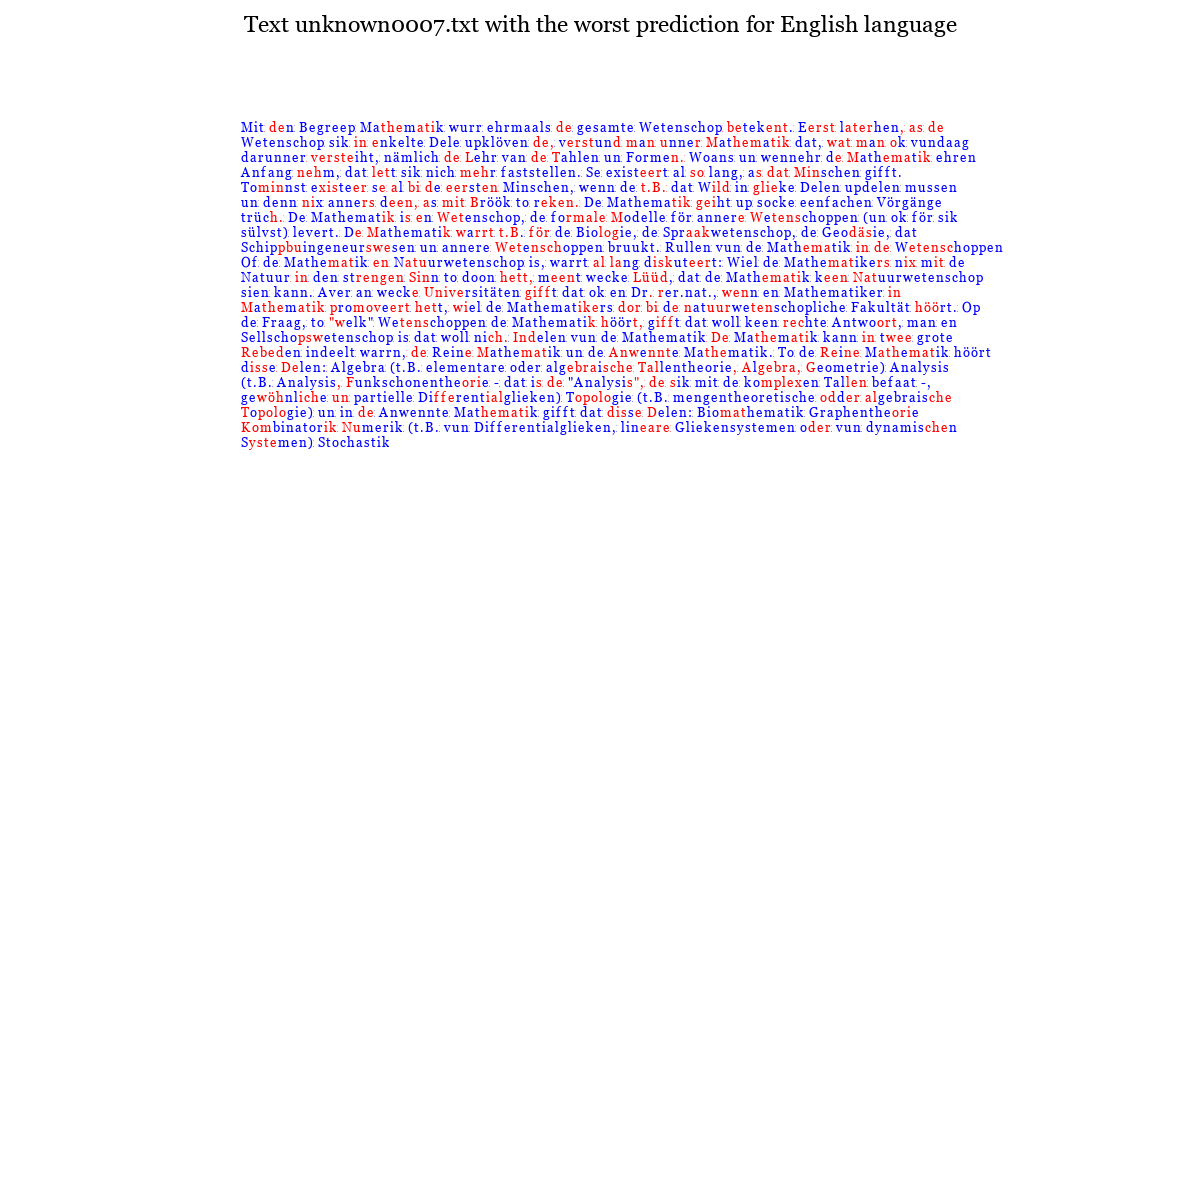 Text unknown0007.txt with the worst prediction for English language
Mit den Begreep Mathematik wurr ehrmaals de gesamte Wetenschop betekent. Eerst laterhen, as de
Wetenschop sik in enkelte Dele upklöven de, verstund man unner Mathematik dat, wat man ok vundaag
darunner versteiht, nämlich de Lehr van de Tahlen un Formen. Woans un wennehr de Mathematik ehren
Anfang nehm, dat lett sik nich mehr faststellen. Se existeert al so lang, as dat Minschen gifft.
Tominnst existeer se al bi de eersten Minschen, wenn de t.B. dat Wild in glieke Delen updelen mussen
un denn nix anners deen, as mit Bröök to reken. De Mathematik geiht up socke eenfachen Vörgänge
trüch. De Mathematik is en Wetenschop, de formale Modelle för annere Wetenschoppen (un ok för sik
sülvst) levert. De Mathematik warrt t.B. för de Biologie, de Spraakwetenschop, de Geodäsie, dat
Schippbuingeneurswesen un annere Wetenschoppen bruukt. Rullen vun de Mathematik in de Wetenschoppen
Of de Mathematik en Natuurwetenschop is, warrt al lang diskuteert: Wiel de Mathematikers nix mit de
Natuur in den strengen Sinn to doon hett, meent wecke Lüüd, dat de Mathematik keen Natuurwetenschop
sien kann. Aver an wecke Universitäten gifft dat ok en Dr. rer.nat., wenn en Mathematiker in
Mathematik promoveert hett, wiel de Mathematikers dor bi de natuurwetenschopliche Fakultät höört. Op
de Fraag, to "welk" Wetenschoppen de Mathematik höört, gifft dat woll keen rechte Antwoort, man en
Sellschopswetenschop is dat woll nich. Indelen vun de Mathematik De Mathematik kann in twee grote
Rebeden indeelt warrn, de Reine Mathematik un de Anwennte Mathematik. To de Reine Mathematik höört
disse Delen: Algebra (t.B. elementare oder algebraische Tallentheorie, Algebra, Geometrie) Analysis
(t.B. Analysis, Funkschonentheorie - dat is de "Analysis", de sik mit de komplexen Tallen befaat -,
gewöhnliche un partielle Differentialglieken) Topologie (t.B. mengentheoretische odder algebraische
Topologie) un in de Anwennte Mathematik gifft dat disse Delen: Biomathematik Graphentheorie
Kombinatorik Numerik (t.B. vun Differentialglieken, lineare Gliekensystemen oder vun dynamischen
Systemen) Stochastik